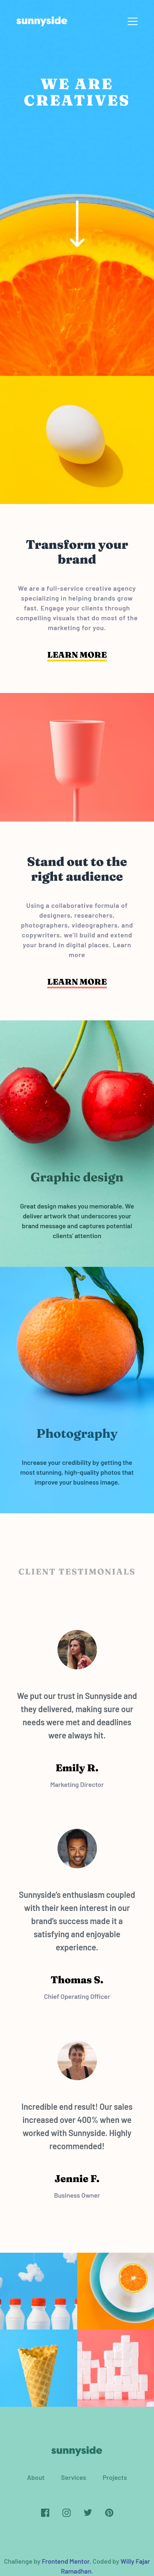 sunnyside
WE ARE
CREATIVES
Transform your
brand
We are a full-service creative agency
specializing in helping brands grow
fast. Engage your clients through
compelling visuals that do most of the
marketing for you.
LEARN MORE
Stand out to the
right audience
Using a collaborative formula of
designers, researchers,
photographers, videographers, and
copywriters, we'll build and extend
your brand in digital places. Learn
more
LEARN MORE
Graphic design
Great design makes you memorable. We
deliver artwork that underscores your
brand message and captures potential
clients' attention
Photography
Increase your credibility by getting the
most stunning, high-quality photos that
improve your business image.
CLIENT TESTIMONIALS
We put our trust in Sunnyside and
they delivered, making sure our
needs were met and deadlines
were always hit.
Emily R.
Marketing Director
Sunnyside's enthusiasm coupled
with their keen interest in our
brand's success made it a
satisfying and enjoyable
experience.
Thomas S.
Chief Operating Officer
Incredible end result! Our sales
increased over 400% when we
worked with Sunnyside. Highly
recommended!
Jennie F.
Business Owner
sunnyside
About Services Projects
Challenge by Frontend Mentor. Coded by Willy Fajar
Ramadhan.